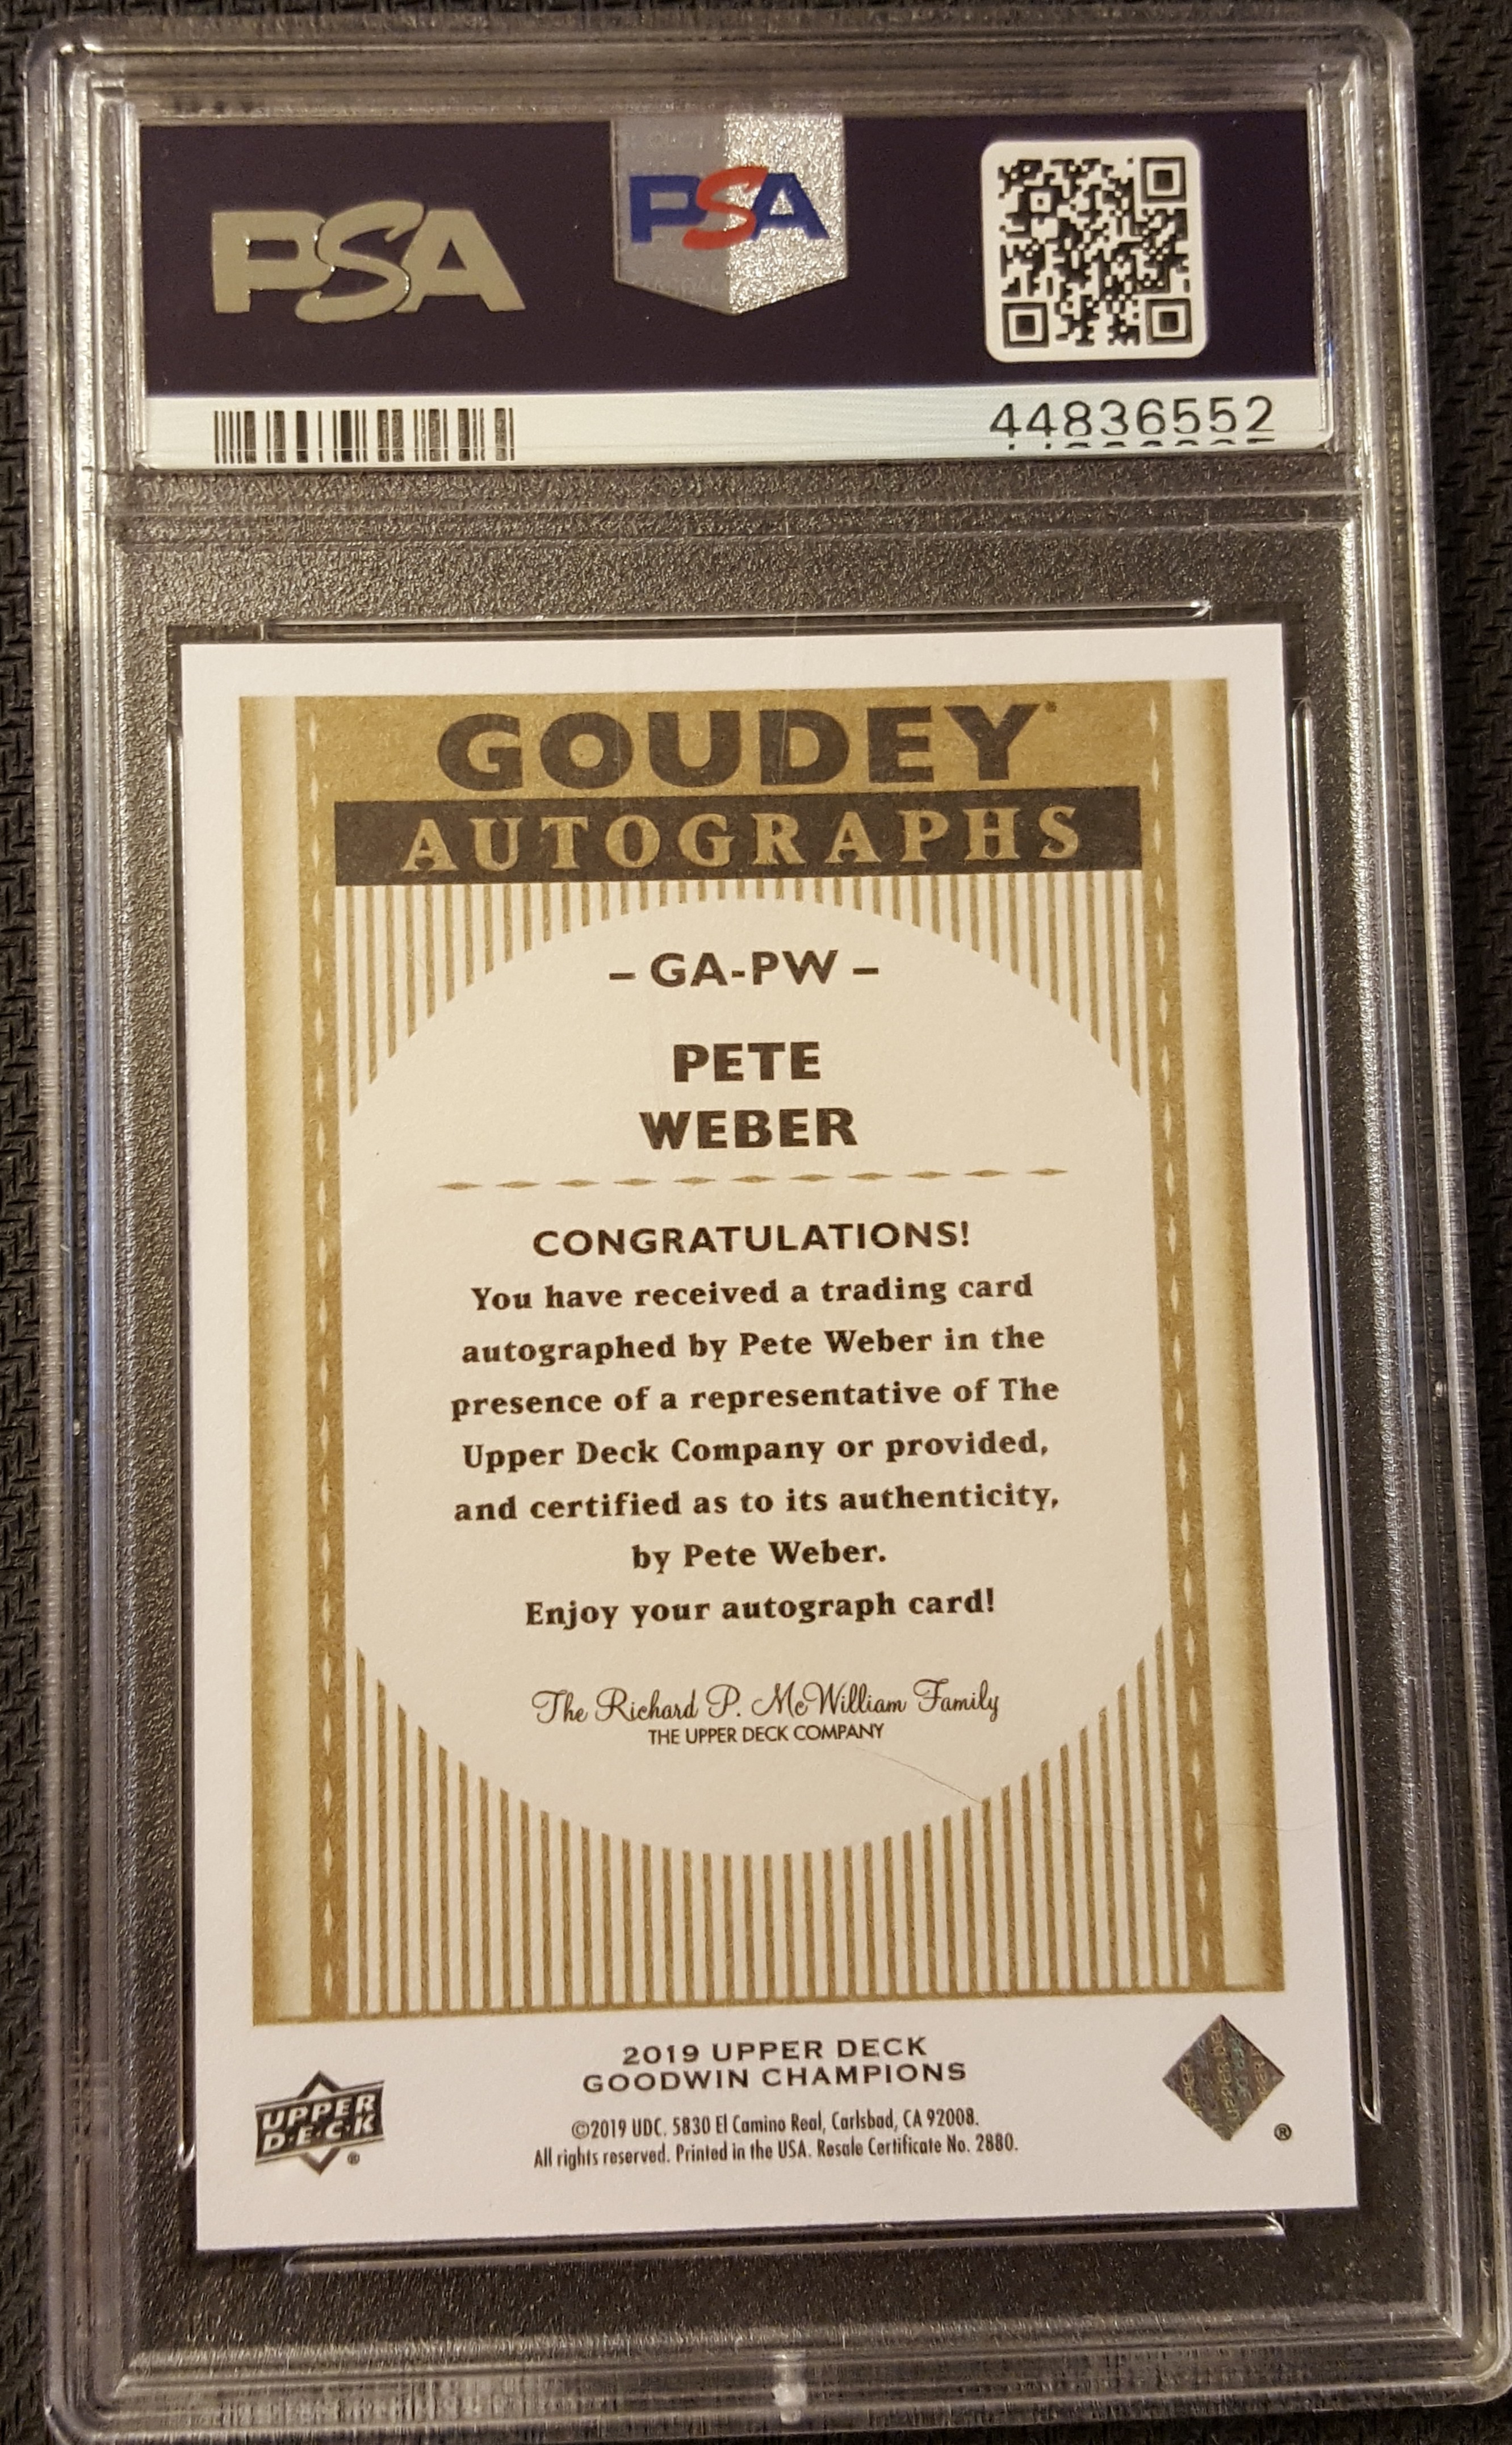 PSA
PSA
44836552
GOUDEY
AUTOGRAPHS
– GA-PW –
PETE
WEBER
CONGRATULATIONS!
You have received a trading card
autographed by Pete Weber in the
presence of a representative of The
Upper Deck Company or provided,
and certified as to its authenticity,
by Pete Weber.
Enjoy your autograph card!
The Richard P. McWilliam Family
THE UPPER DECK COMPANY
2019 UPPER DECK
GOODWIN CHAMPIONS
©2019 UDC. 5830 El Camino Real, Carlsbad, CA 92008.
All rights reserved. Printed in the USA. Resale Certificate No. 2880.
UPPER
D·E·C·K
®
®